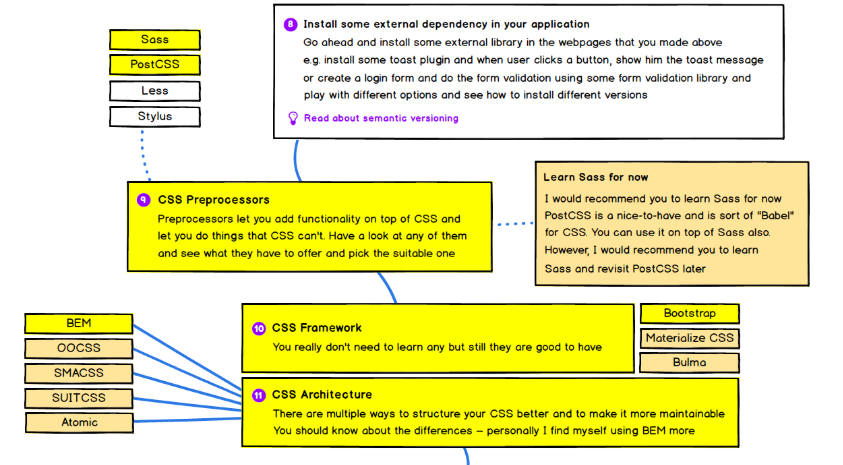 8 Install some external dependency in your application
Go ahead and install some external library in the webpages that you made above
e.g. install some toast plugin and when user clicks a button, show him the toast message
or create a login form and do the form validation using some form validation library and
play with different options and see how to install different versions
Read about semantic versioning
Sass
PostCSS
Less
Stylus
9 CSS Preprocessors
Preprocessors let you add functionality on top of CSS and
let you do things that CSS can't. Have a look at any of them
and see what they have to offer and pick the suitable one
Learn Sass for now
I would recommend you to learn Sass for now
PostCSS is a nice-to-have and is sort of "Babel"
for CSS. You can use it on top of Sass also.
However, I would recommend you to learn
Sass and revisit PostCSS later
10 CSS Framework
You really don't need to learn any but still they are good to have
Bootstrap
Materialize CSS
Bulma
BEM
OOCSS
SMACSS
SUITCSS
Atomic
11 CSS Architecture
There are multiple ways to structure your CSS better and to make it more maintainable
You should know about the differences – personally I find myself using BEM more